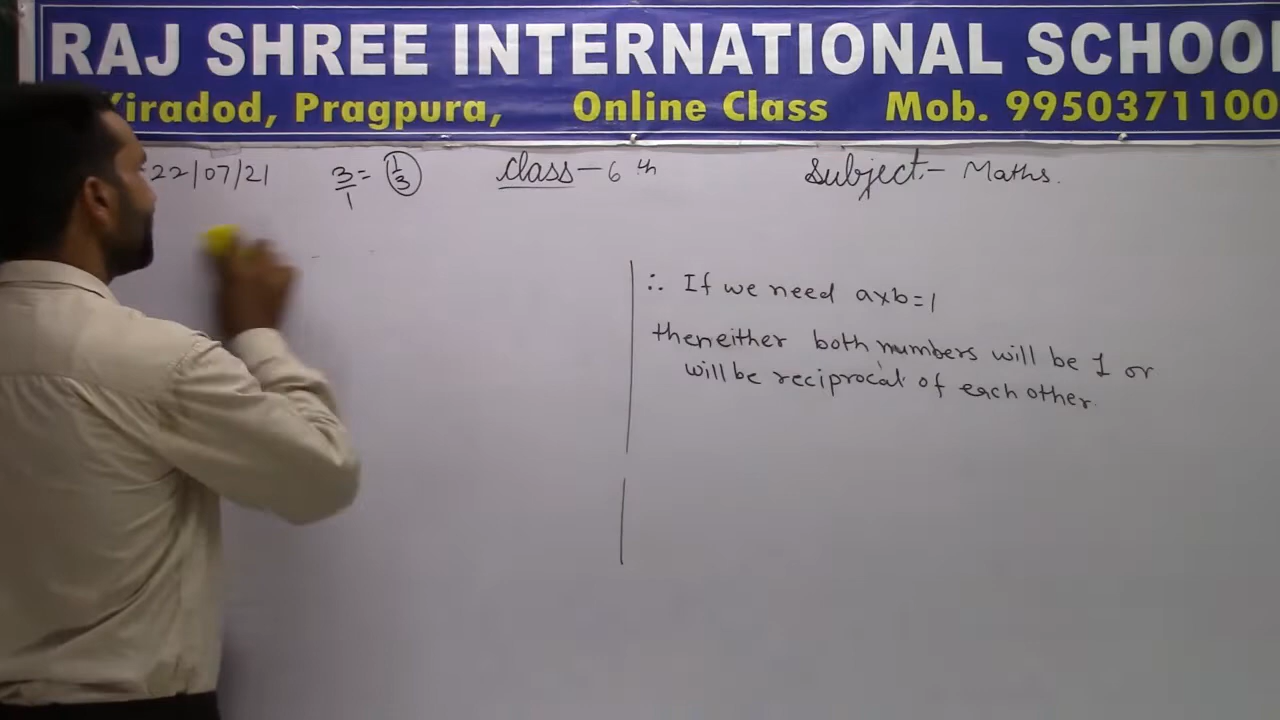 RAJ SHREE INTERNATIONAL SCHOOL
Kiradod, Pragpura, Online Class Mob. 9950371100
22/07/21 3/1 = 1/3 Class - 6th Subject:- Maths.
∴ If we need a×b=1
then either both numbers will be 1 or
will be reciprocal of each other.